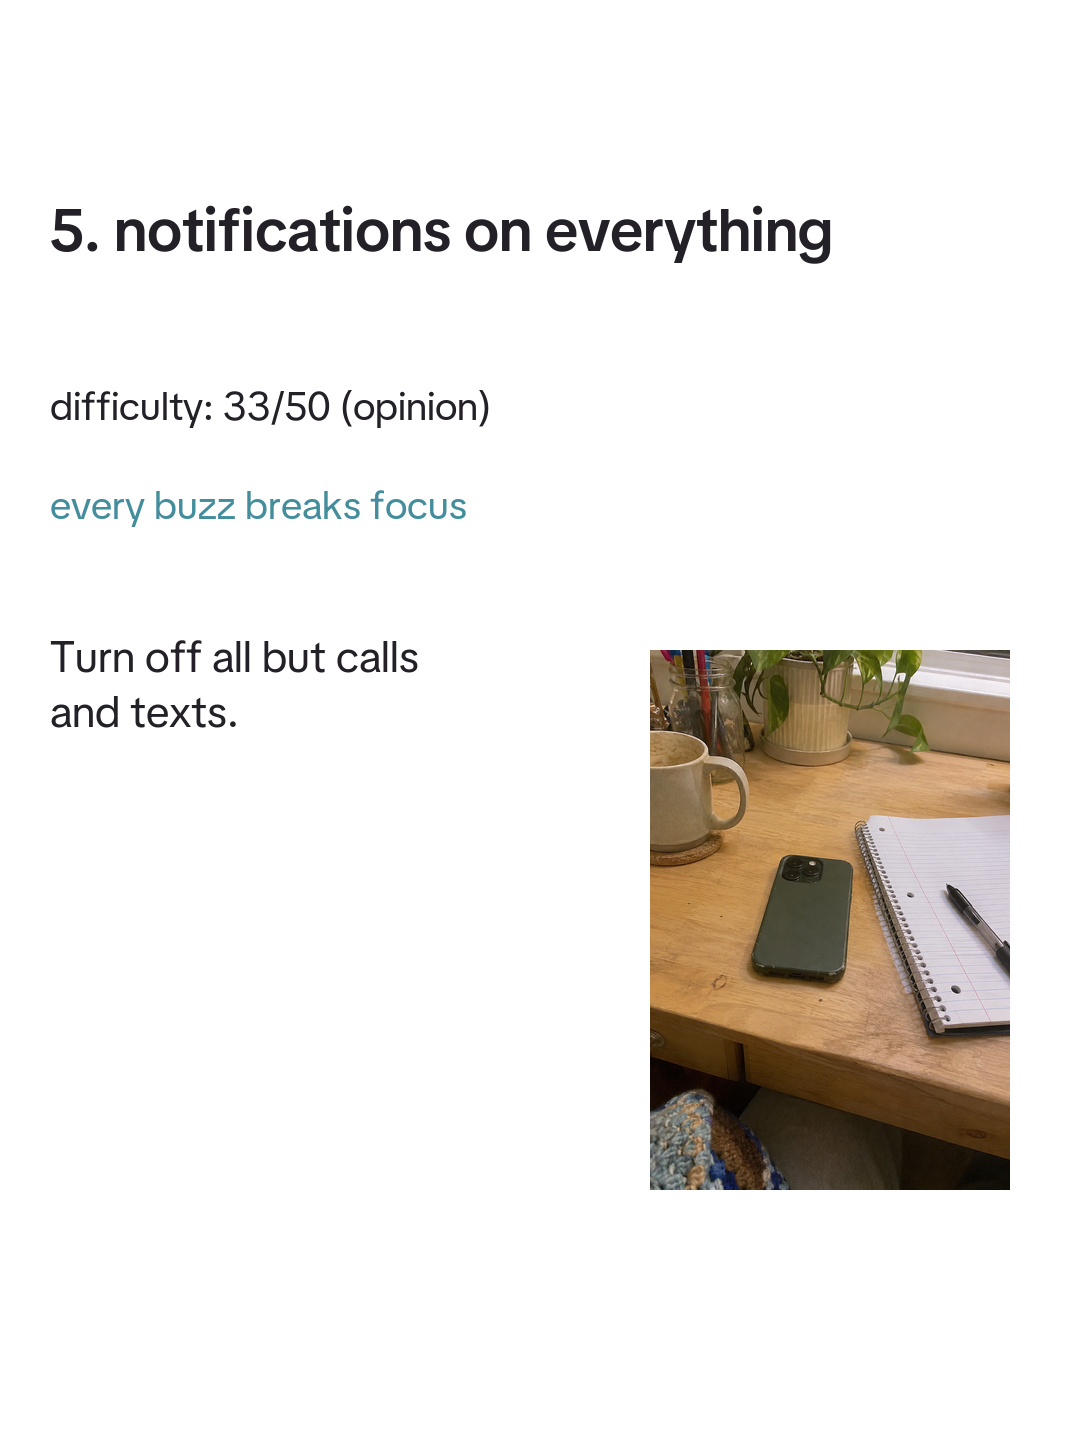 5. notifications on everything
difficulty: 33/50 (opinion)
every buzz breaks focus
Turn off all but calls
and texts.